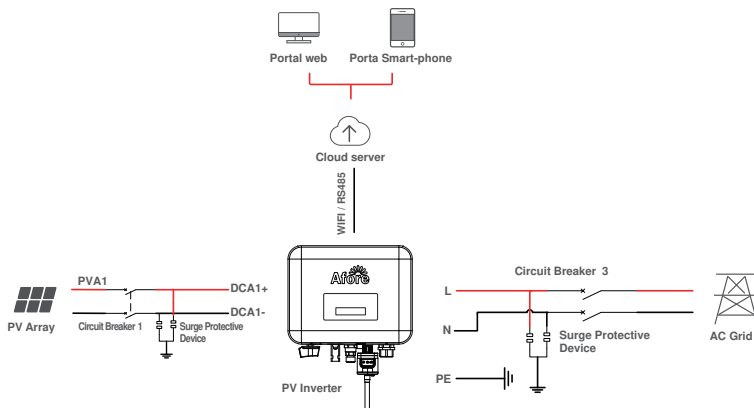 Portal web
Porta Smart-phone
Cloud server
WIFI / RS485
Afore
PVA1
DCA1+
DCA1-
PV Array
Circuit Breaker 1
Surge Protective
Device
PV Inverter
Circuit Breaker 3
L
N
Surge Protective
Device
AC Grid
PE